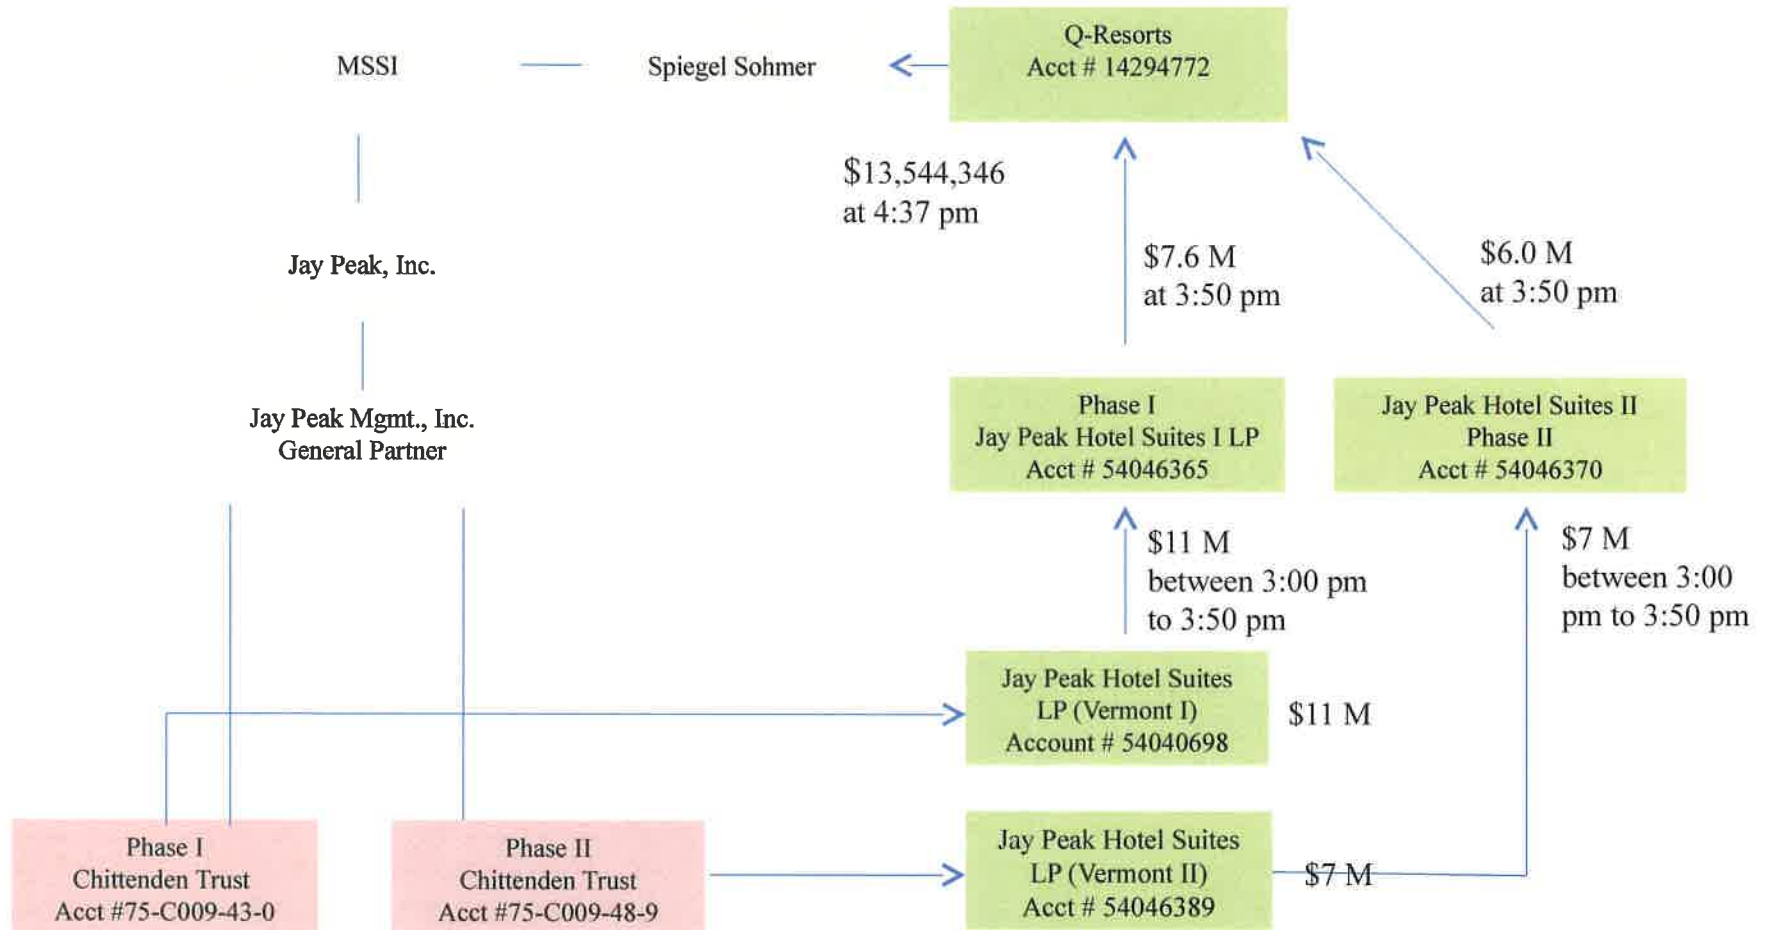 Q-Resorts
Acct # 14294772
MSSI
Spiegel Sohmer
$13,544,346
at 4:37 pm
$7.6 M
at 3:50 pm
$6.0 M
at 3:50 pm
Jay Peak, Inc.
Jay Peak Mgmt., Inc.
General Partner
Phase I
Jay Peak Hotel Suites I LP
Acct # 54046365
Jay Peak Hotel Suites II
Phase II
Acct # 54046370
$11 M
between 3:00 pm
to 3:50 pm
$7 M
between 3:00
pm to 3:50 pm
Jay Peak Hotel Suites
LP (Vermont I)
Account # 54040698
$11 M
Phase I
Chittenden Trust
Acct #75-C009-43-0
Phase II
Chittenden Trust
Acct #75-C009-48-9
Jay Peak Hotel Suites
LP (Vermont II)
Acct # 54046389
$7 M